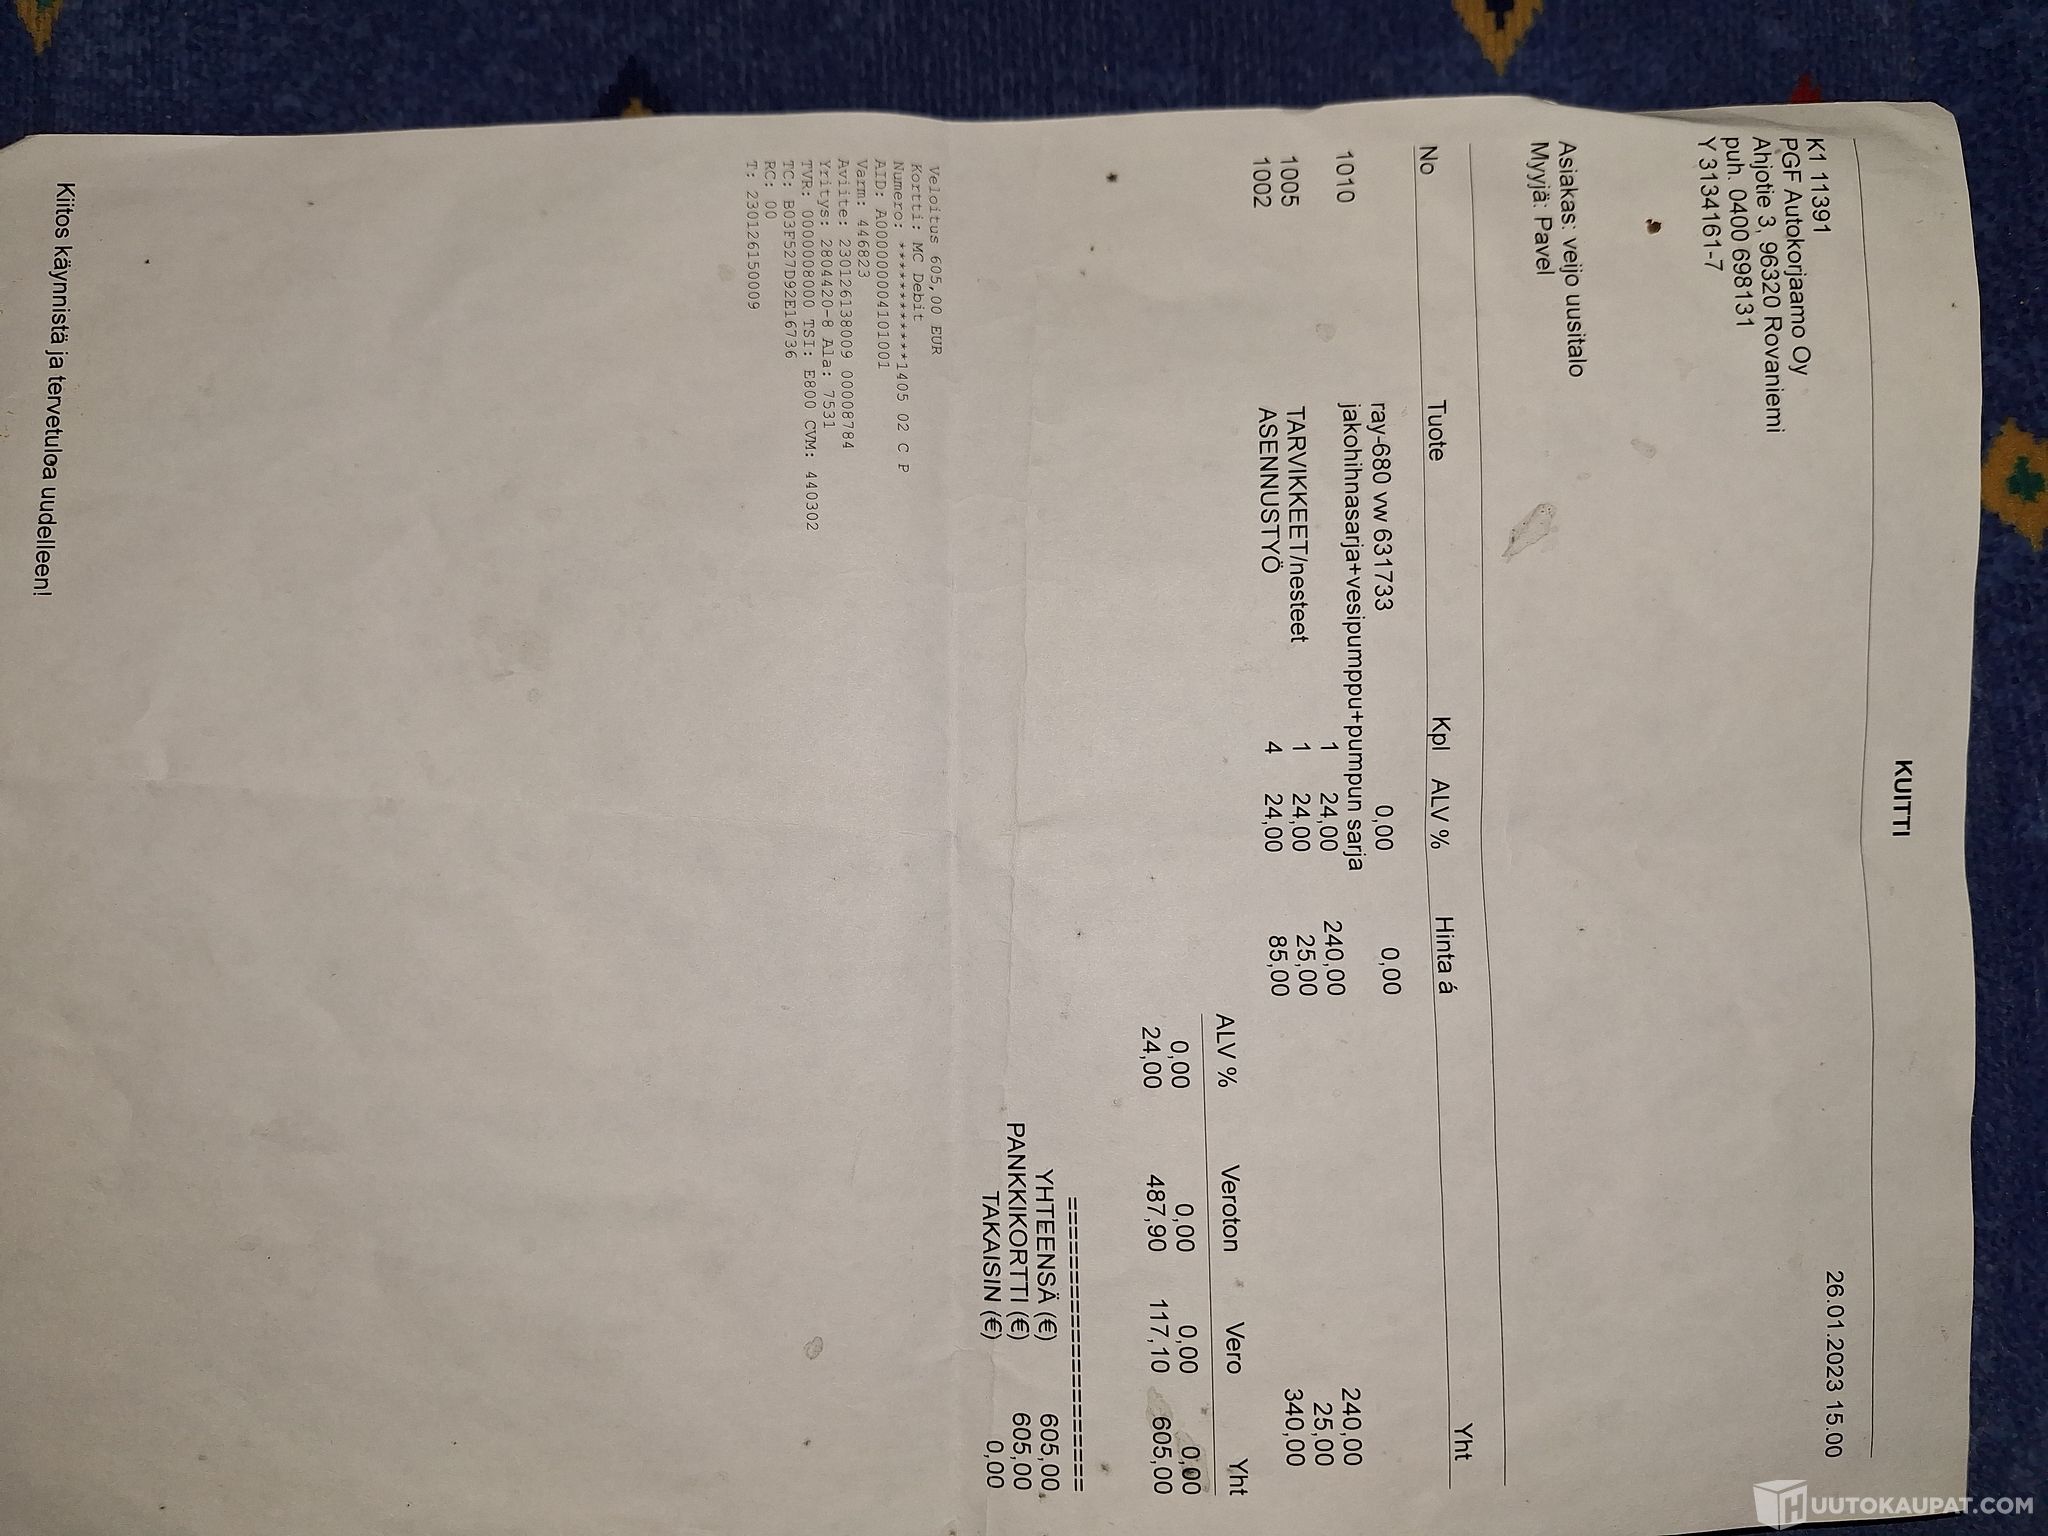 KUITTI
K1 11391 26.01.2023 15.00
PGF Autokorjaamo Oy
Ahjotie 3, 96320 Rovaniemi
puh. 0400 698131
Y 3134161-7
Asiakas: veijo uusitalo
Myyjä: Pavel
No Tuote Kpl ALV % Hinta á Yht
ray-680 vw 631733 0,00 0,00
jakohihnasarja+vesipumppu+pumpun sarja
1010 1 24,00 240,00 240,00
1005 TARVIKKEET/nesteet 1 24,00 25,00 25,00
1002 ASENNUSTYÖ 4 24,00 85,00 340,00
ALV % Veroton Vero Yht
0,00 0,00 0,00 0,00
24,00 487,90 117,10 605,00
======================
YHTEENSÄ (€) 605,00
PANKKIKORTTI (€) 605,00
TAKAISIN (€) 0,00
Veloitus 605,00 EUR
Kortti: MC Debit
Numero: ************1405 02 C P
AID: A000000004101001
Varm: 446823
Aviite: 230126138009 00008784
Yritys: 2804420-8 Ala: 7531
TVR: 0000008000 TSI: E800 CVM: 440302
TC: B03F527D92E16736
RC: 00
T: 230126150009
Kiitos käynnistä ja tervetuloa uudelleen!
HUUTOKAUPAT.COM